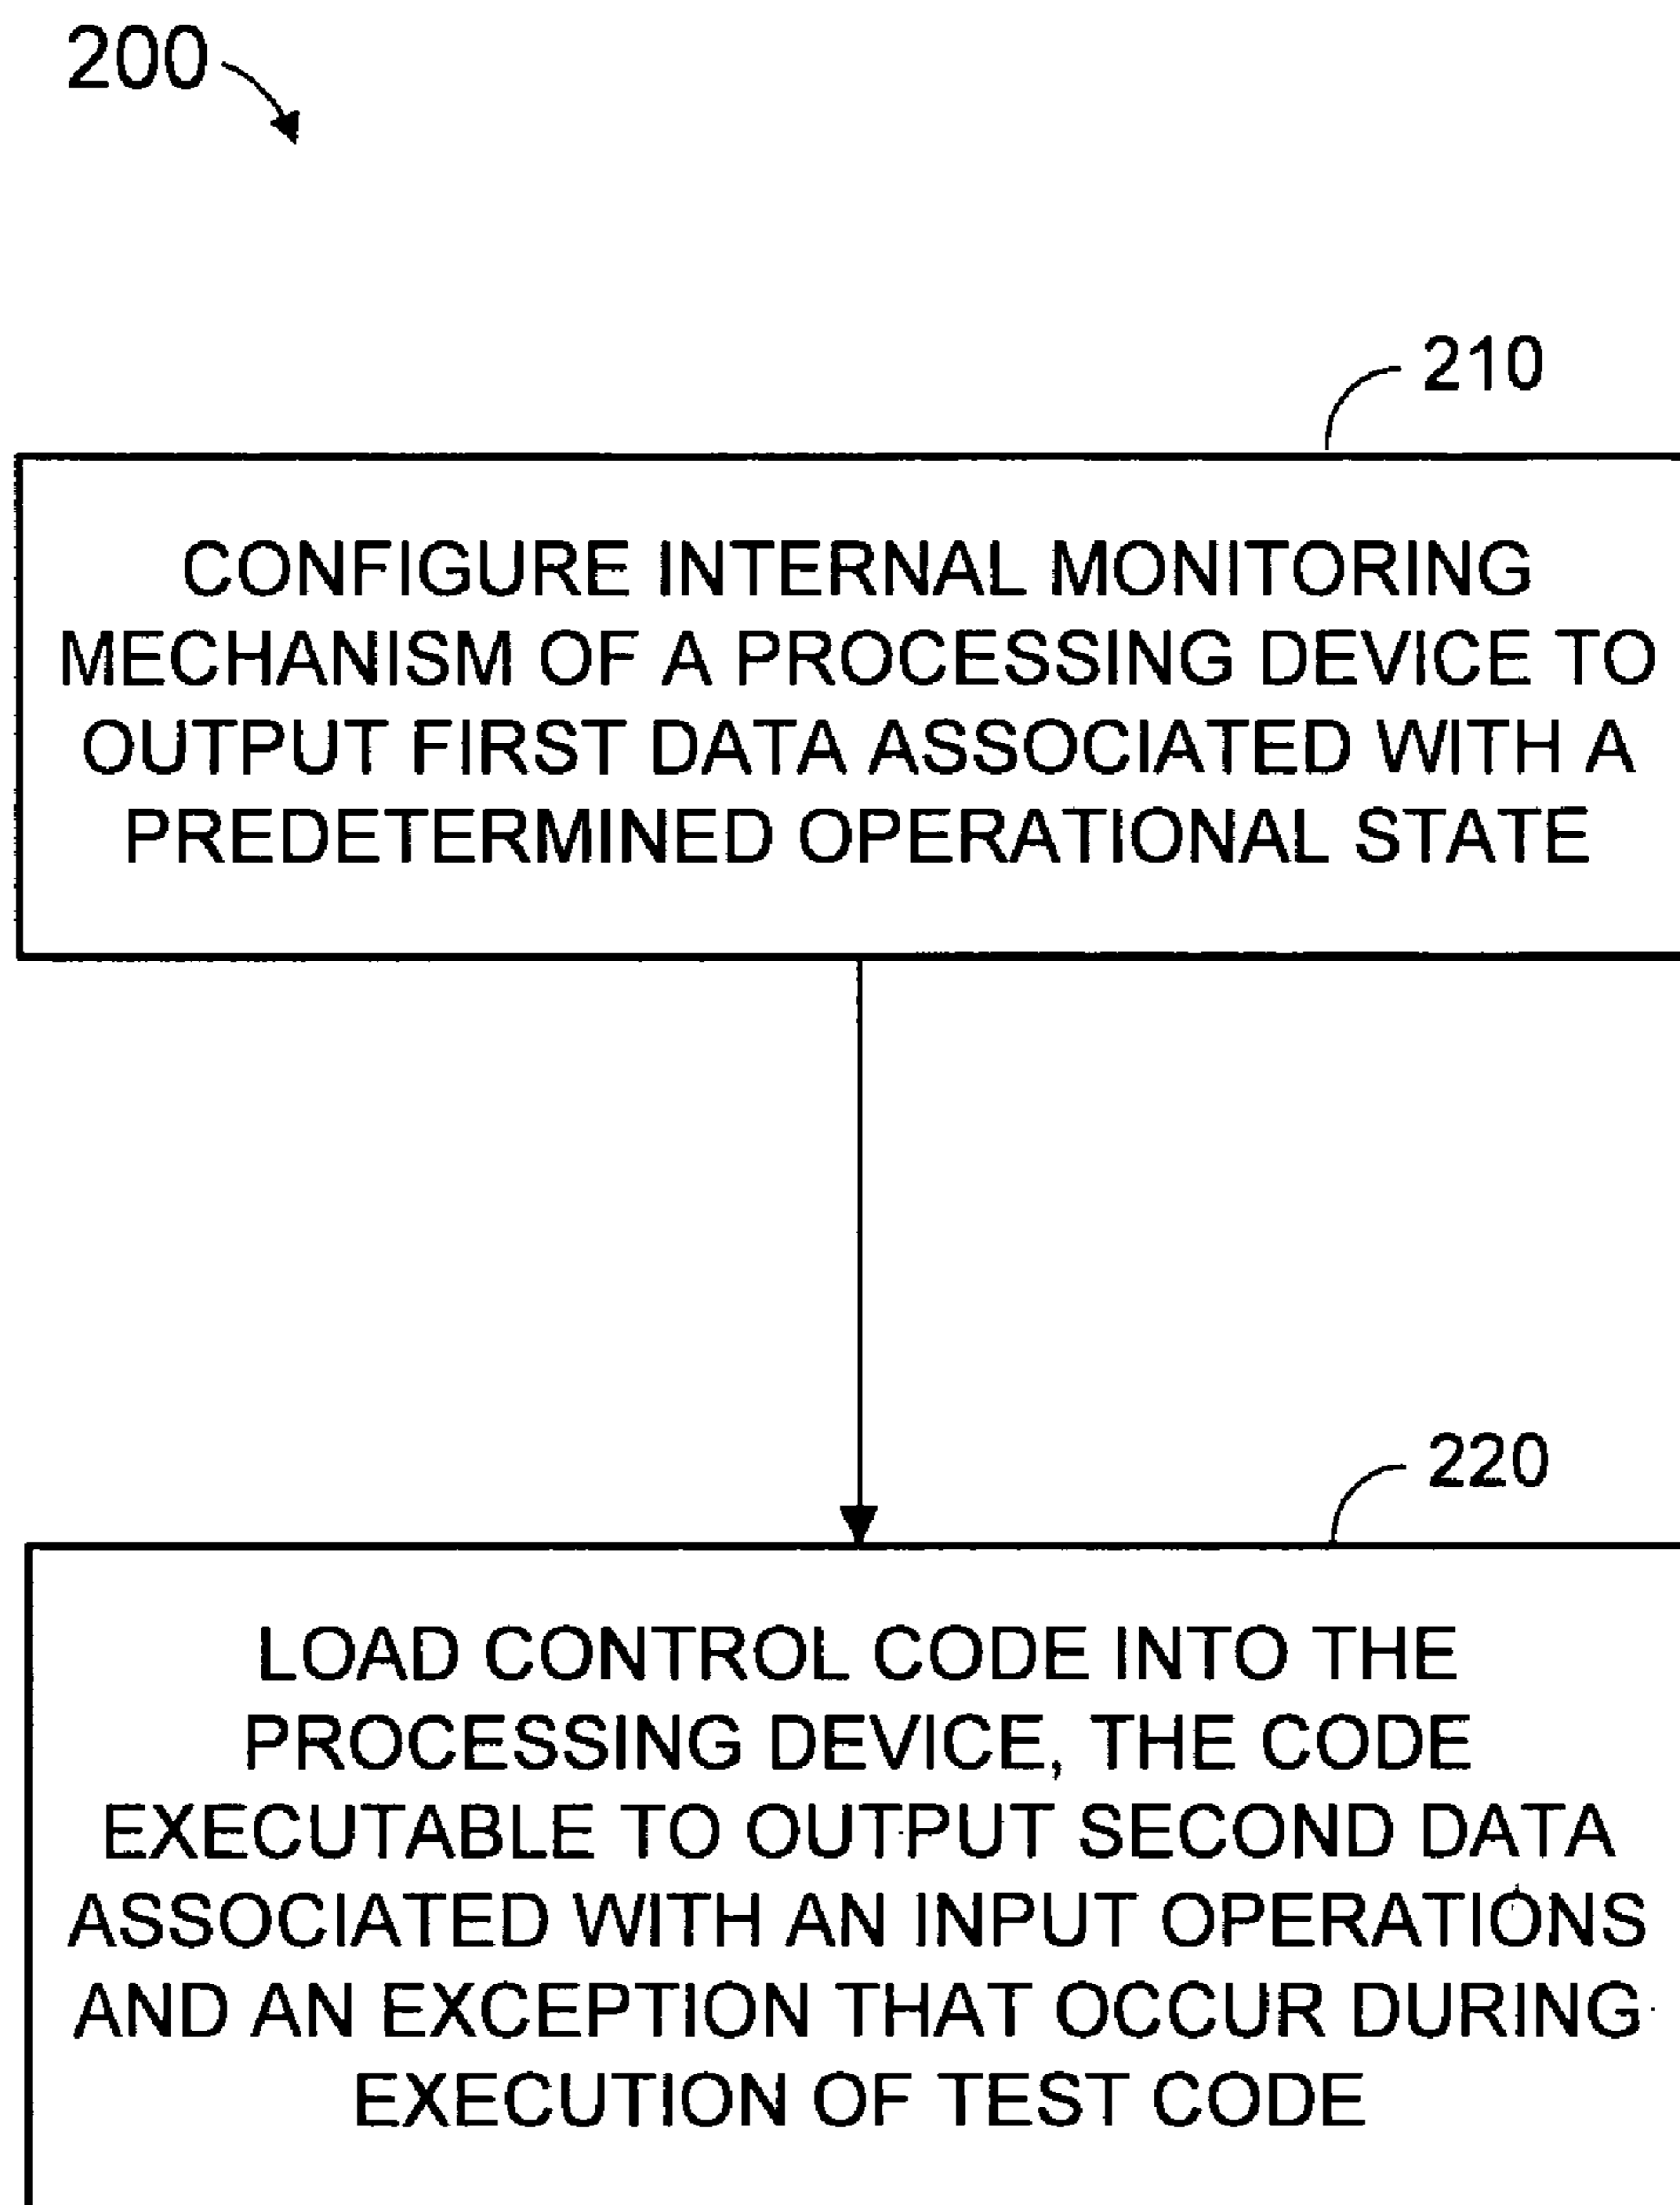 200
210
CONFIGURE INTERNAL MONITORING
MECHANISM OF A PROCESSING DEVICE TO
OUTPUT FIRST DATA ASSOCIATED WITH A
PREDETERMINED OPERATIONAL STATE
220
LOAD CONTROL CODE INTO THE
PROCESSING DEVICE, THE CODE
EXECUTABLE TO OUTPUT SECOND DATA
ASSOCIATED WITH AN INPUT OPERATIONS
AND AN EXCEPTION THAT OCCUR DURING
EXECUTION OF TEST CODE